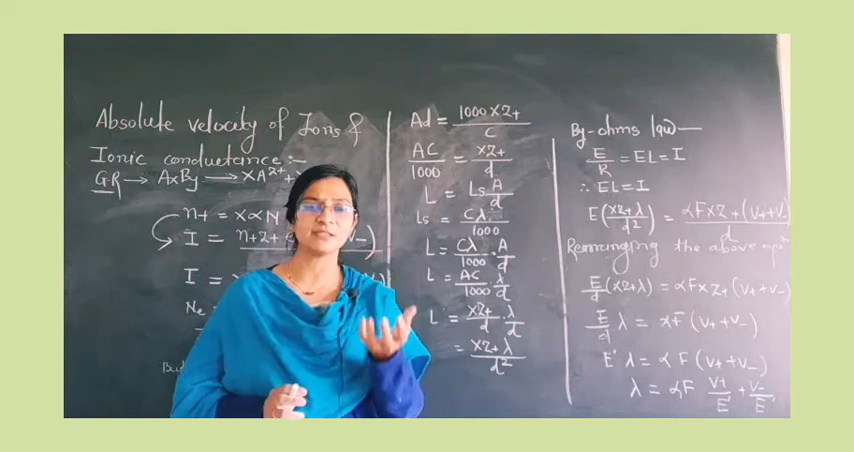 Absolute velocity of Ions &
Ionic conductance:-
GR → AxBy → XA²⁺ +
n+ = XαN
I = n+z+
I =
Ne =
Ad = 1000XZ+/C
AC/1000 = XZ+/d
L = Ls A/d
Ls = Cλ/1000
L = Cλ/1000 · A/d
L = AC/1000 · λ/d
L = XZ+/d · λ/d
= XZ+λ/d²
By-ohms law—
E/R = EL = I
∴ EL = I
E(XZ+λ/d²) = αFXZ+(V++V-)/d
Rearranging the above eqn
E/d (XZ+λ) = αFXZ+(V++V-)
E/d λ = αF(V++V-)
E' λ = αF(V++V-)
λ = αF V+/E' + V-/E'